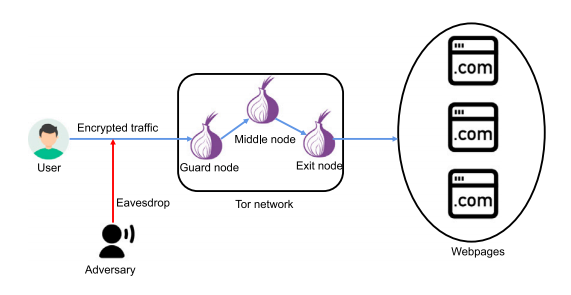 .com
.com
.com
Encrypted traffic
Middle node
User
Guard node
Exit node
Eavesdrop
Tor network
Webpages
Adversary